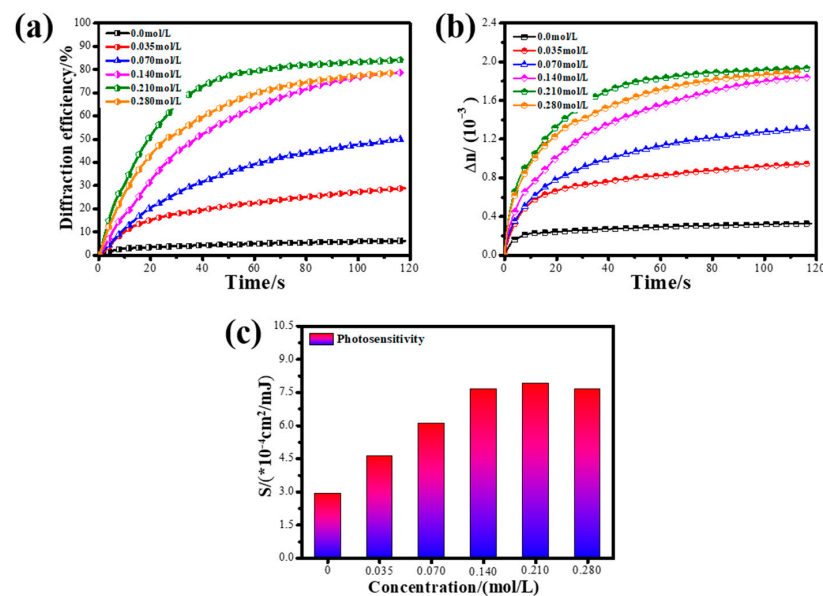 (a)
Diffraction efficiency/%
100
90
80
70
60
50
40
30
20
10
0
0.0mol/L
0.035mol/L
0.070mol/L
0.140mol/L
0.210mol/L
0.280mol/L
0 20 40 60 80 100 120
Time/s
(b)
Δn/ (10⁻³)
2.4
2.0
1.6
1.2
0.8
0.4
0.0
0.0mol/L
0.035mol/L
0.070mol/L
0.140mol/L
0.210mol/L
0.280mol/L
0 20 40 60 80 100 120
Time/s
(c)
S/(*10⁻⁴cm²/mJ)
10.5
9.0
7.5
6.0
4.5
3.0
1.5
0.0
Photosensitivity
0 0.035 0.070 0.140 0.210 0.280
Concentration/(mol/L)